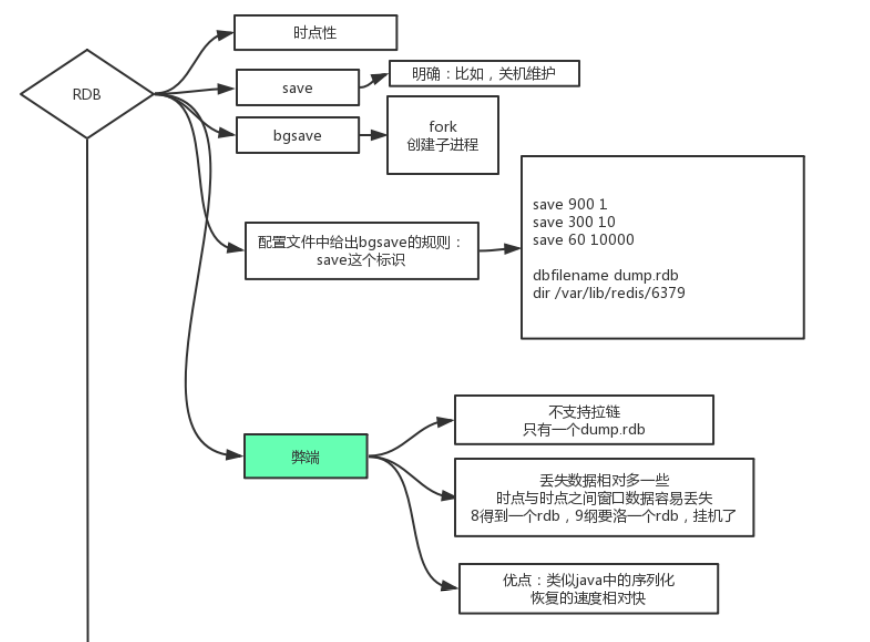 RDB
时点性
save
明确：比如，关机维护
bgsave
fork
创建子进程
配置文件中给出bgsave的规则：
save这个标识
save 900 1
save 300 10
save 60 10000
dbfilename dump.rdb
dir /var/lib/redis/6379
弊端
不支持拉链
只有一个dump.rdb
丢失数据相对多一些
时点与时点之间窗口数据容易丢失
8得到一个rdb，9纲要洛一个rdb，挂机了
优点：类似java中的序列化
恢复的速度相对快